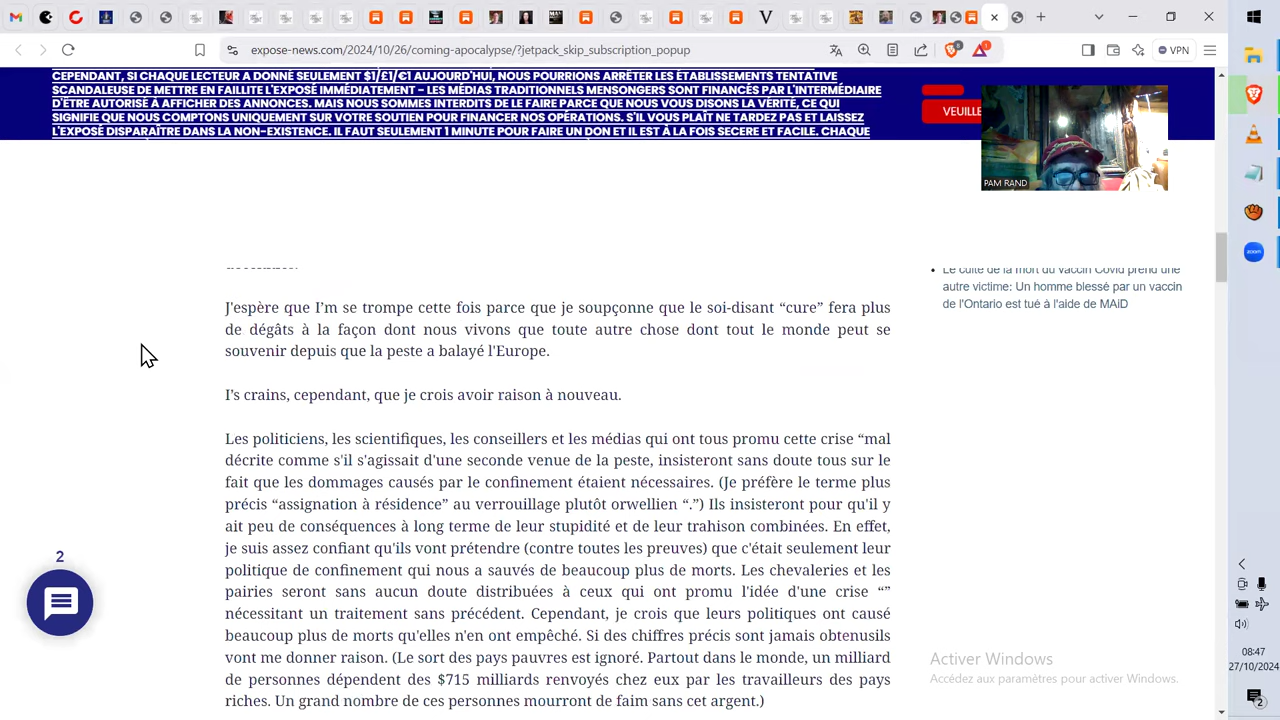 expose-news.com/2024/10/26/coming-apocalypse/?jetpack_skip_subscription_popup
VPN
CEPENDANT, SI CHAQUE LECTEUR A DONNÉ SEULEMENT $1/£1/€1 AUJOURD'HUI, NOUS POURRIONS ARRÊTER LES ÉTABLISSEMENTS TENTATIVE
SCANDALEUSE DE METTRE EN FAILLITE L'EXPOSÉ IMMÉDIATEMENT - LES MÉDIAS TRADITIONNELS MENSONGERS SONT FINANCÉS PAR L'INTERMÉDIAIRE
D'ÊTRE AUTORISÉ À AFFICHER DES ANNONCES. MAIS NOUS SOMMES INTERDITS DE LE FAIRE PARCE QUE NOUS VOUS DISONS LA VÉRITÉ, CE QUI
SIGNIFIE QUE NOUS COMPTONS UNIQUEMENT SUR VOTRE SOUTIEN POUR FINANCER NOS OPÉRATIONS. S'IL VOUS PLAÎT NE TARDEZ PAS ET LAISSEZ
L'EXPOSÉ DISPARAÎTRE DANS LA NON-EXISTENCE. IL FAUT SEULEMENT 1 MINUTE POUR FAIRE UN DON ET IL EST À LA FOIS SECERE ET FACILE. CHAQUE
VEUILLE
PAM RAND
Le culte de la mort du vaccin Covid prend une
autre victime: Un homme blessé par un vaccin
de l'Ontario est tué à l'aide de MAiD
J'espère que I'm se trompe cette fois parce que je soupçonne que le soi-disant “cure” fera plus
de dégâts à la façon dont nous vivons que toute autre chose dont tout le monde peut se
souvenir depuis que la peste a balayé l'Europe.
I's crains, cependant, que je crois avoir raison à nouveau.
Les politiciens, les scientifiques, les conseillers et les médias qui ont tous promu cette crise “mal
décrite comme s'il s'agissait d'une seconde venue de la peste, insisteront sans doute tous sur le
fait que les dommages causés par le confinement étaient nécessaires. (Je préfère le terme plus
précis “assignation à résidence” au verrouillage plutôt orwellien “.”) Ils insisteront pour qu'il y
ait peu de conséquences à long terme de leur stupidité et de leur trahison combinées. En effet,
je suis assez confiant qu'ils vont prétendre (contre toutes les preuves) que c'était seulement leur
politique de confinement qui nous a sauvés de beaucoup plus de morts. Les chevaleries et les
pairies seront sans aucun doute distribuées à ceux qui ont promu l'idée d'une crise “”
nécessitant un traitement sans précédent. Cependant, je crois que leurs politiques ont causé
beaucoup plus de morts qu'elles n'en ont empêché. Si des chiffres précis sont jamais obtenusils
vont me donner raison. (Le sort des pays pauvres est ignoré. Partout dans le monde, un milliard
de personnes dépendent des $715 milliards renvoyés chez eux par les travailleurs des pays
riches. Un grand nombre de ces personnes mourront de faim sans cet argent.)
2
Activer Windows
Accédez aux paramètres pour activer Windows.
zoom
08:47
27/10/2024
2